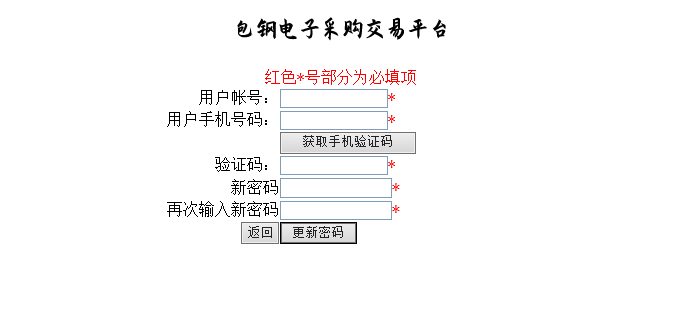 包钢电子采购交易平台
红色*号部分为必填项
用户帐号：*
用户手机号码：*
获取手机验证码
验证码：*
新密码*
再次输入新密码*
返回 更新密码